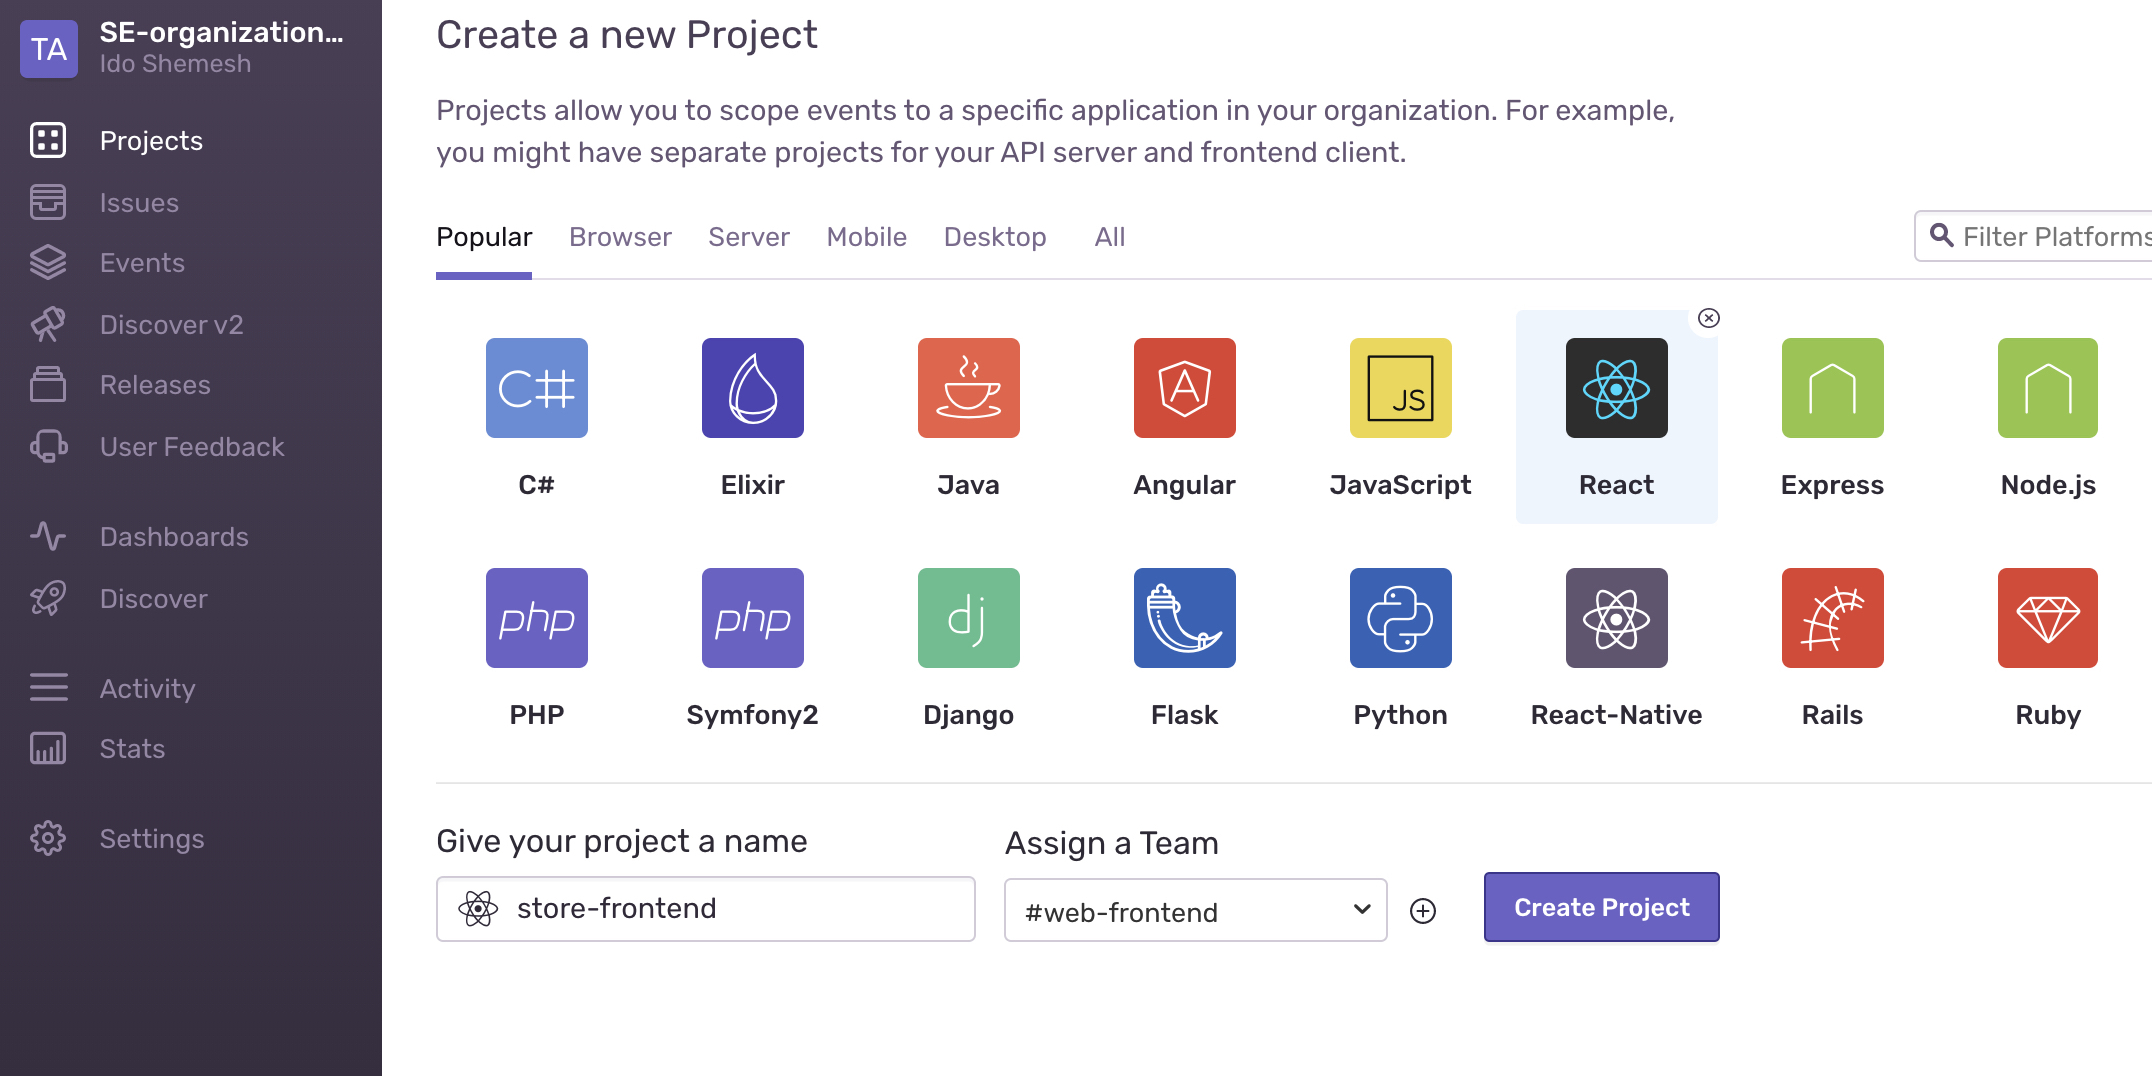 TA
SE-organization...
Ido Shemesh
Projects
Issues
Events
Discover v2
Releases
User Feedback
Dashboards
Discover
Activity
Stats
Settings
Create a new Project
Projects allow you to scope events to a specific application in your organization. For example,
you might have separate projects for your API server and frontend client.
Popular Browser Server Mobile Desktop All Filter Platforms
C# JS
C# Elixir Java Angular JavaScript React Express Node.js
php php dj
PHP Symfony2 Django Flask Python React-Native Rails Ruby
Give your project a name Assign a Team
store-frontend #web-frontend Create Project